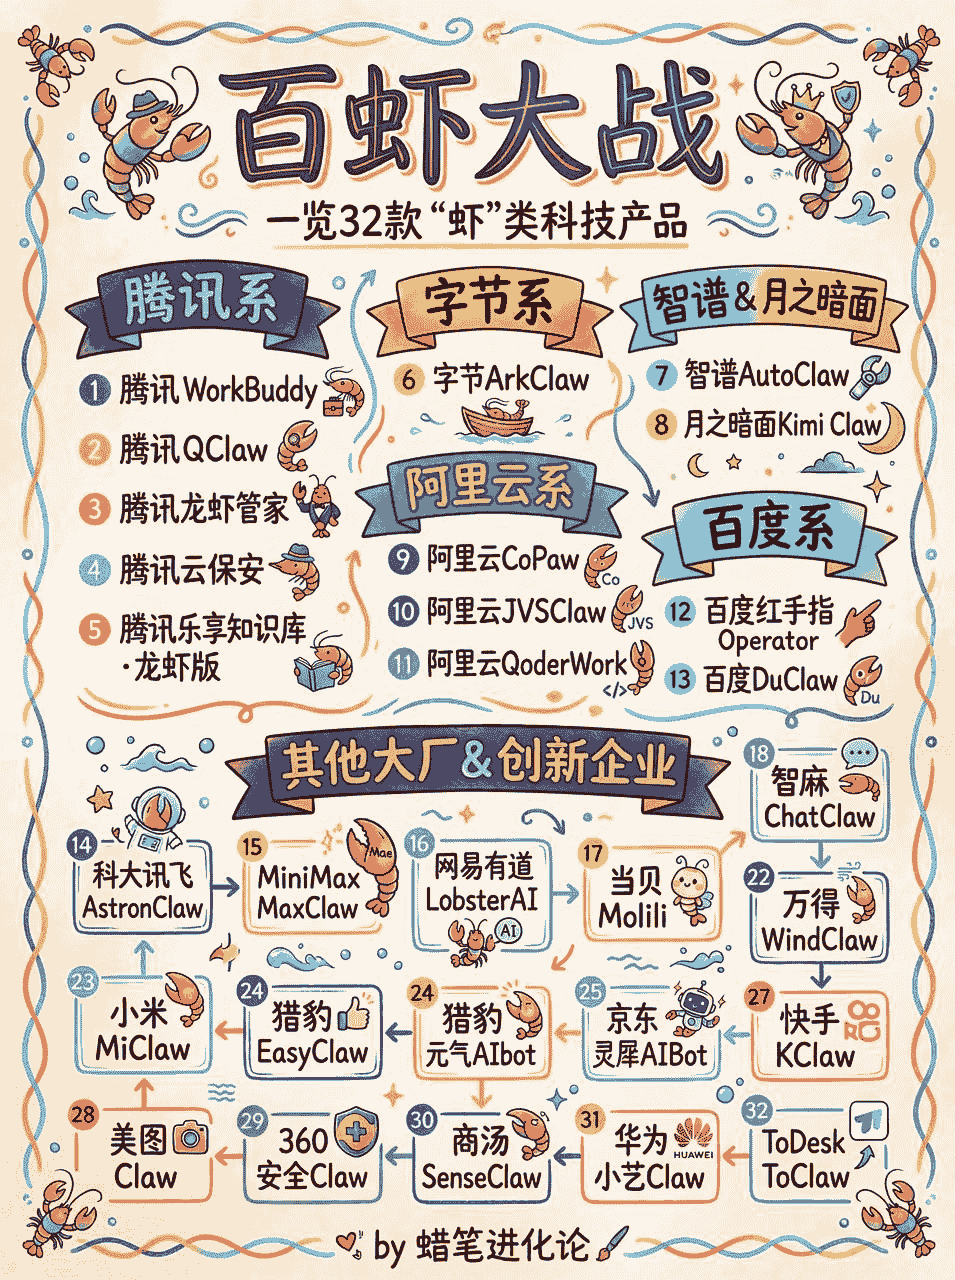 百虾大战
一览32款“虾”类科技产品
腾讯系
1 腾讯WorkBuddy
2 腾讯QClaw
3 腾讯龙虾管家
4 腾讯云保安
5 腾讯乐享知识库
·龙虾版
字节系
6 字节ArkClaw
智谱&月之暗面
7 智谱AutoClaw
8 月之暗面Kimi Claw
阿里云系
9 阿里云CoPaw
Co
10 阿里云JVSClaw
JVS
11 阿里云QoderWork
</>
百度系
12 百度红手指
Operator
13 百度DuClaw
Du
其他大厂&创新企业
14
科大讯飞
AstronClaw
15
Mae
MiniMax
MaxClaw
16
网易有道
LobsterAI
AI
17
当贝
Molili
18
智麻
ChatClaw
22
万得
WindClaw
23
小米
MiClaw
24
猎豹
EasyClaw
24
猎豹
元气AIbot
25
京东
灵犀AIBot
27
快手
KClaw
28
美图
Claw
29
360
安全Claw
30
商汤
SenseClaw
31
华为
HUAWEI
小艺Claw
32
ToDesk
ToClaw
by 蜡笔进化论